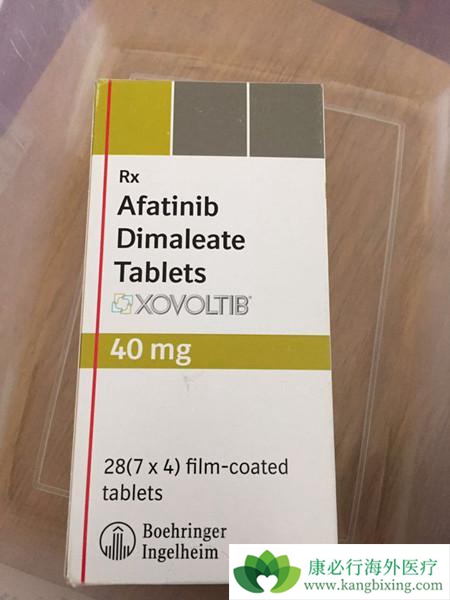 Rx
Afatinib
Dimaleate
Tablets
XOVOLTIB®
40 mg
28(7 x 4) film-coated
tablets
Boehringer
Ingelheim
康必行海外医疗
www.kangbixing.com